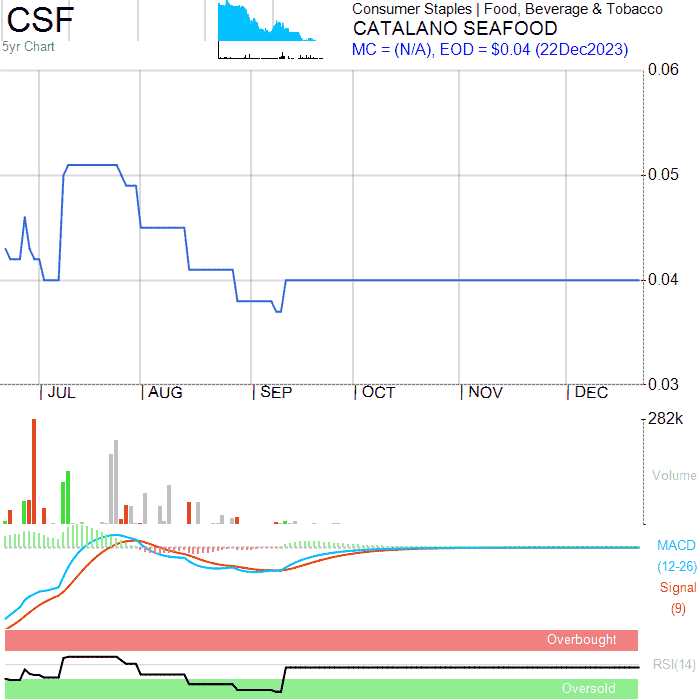 CSF
5yr Chart
Consumer Staples | Food, Beverage & Tobacco
CATALANO SEAFOOD
MC = (N/A), EOD = $0.04 (22Dec2023)
0.06
0.05
0.04
0.03
JUL AUG SEP OCT NOV DEC
282k
Volume
MACD
(12-26)
Signal
(9)
Overbought
RSI(14)
Oversold